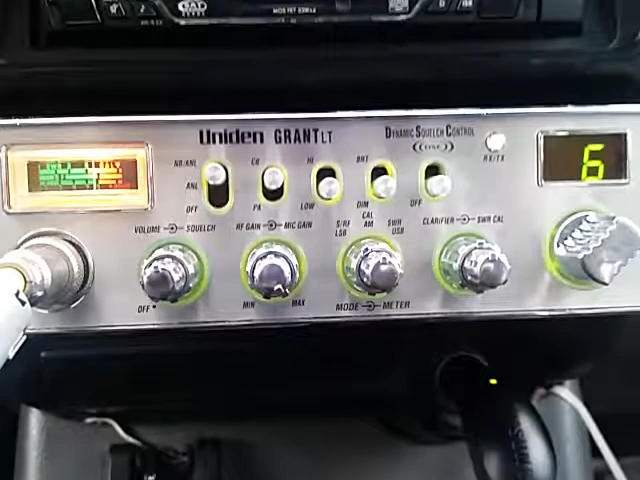 Uniden GRANT LT
DYNAMIC SQUELCH CONTROL
((DSC))
RX/TX
6
NB/ANL
ANL
OFF
CB
PA
HI
LOW
BRT
DIM
OFF
VOLUME SQUELCH
OFF
RF GAIN MIC GAIN
MIN MAX
S/RF CAL SWR
LSB AM USB
MODE METER
CLARIFIER SWR CAL